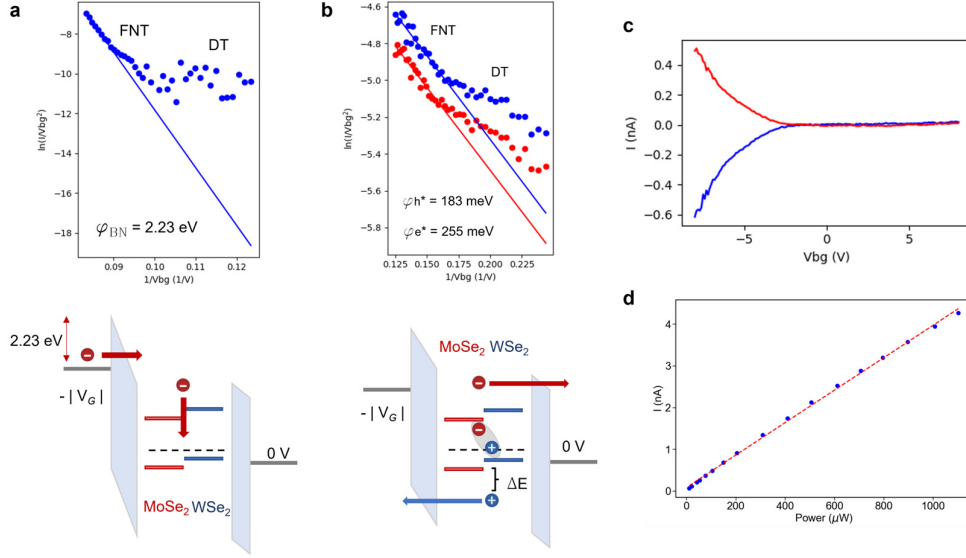 a
FNT
DT
ln(I/Vbg²)
-8
-10
-12
-14
-16
-18
φBN = 2.23 eV
0.09 0.10 0.11 0.12
1/Vbg (1/V)
b
FNT
DT
ln(I/Vbg²)
-4.6
-4.8
-5.0
-5.2
-5.4
-5.6
-5.8
φh* = 183 meV
φe* = 255 meV
0.125 0.150 0.175 0.200 0.225
1/Vbg (1/V)
c
I (nA)
0.4
0.2
0.0
-0.2
-0.4
-0.6
−5 0 5
Vbg (V)
2.23 eV
- | VG |
0 V
MoSe₂ WSe₂
MoSe₂ WSe₂
- | VG |
0 V
ΔE
d
I (nA)
4
3
2
1
0
0 200 400 600 800 1000
Power (μW)